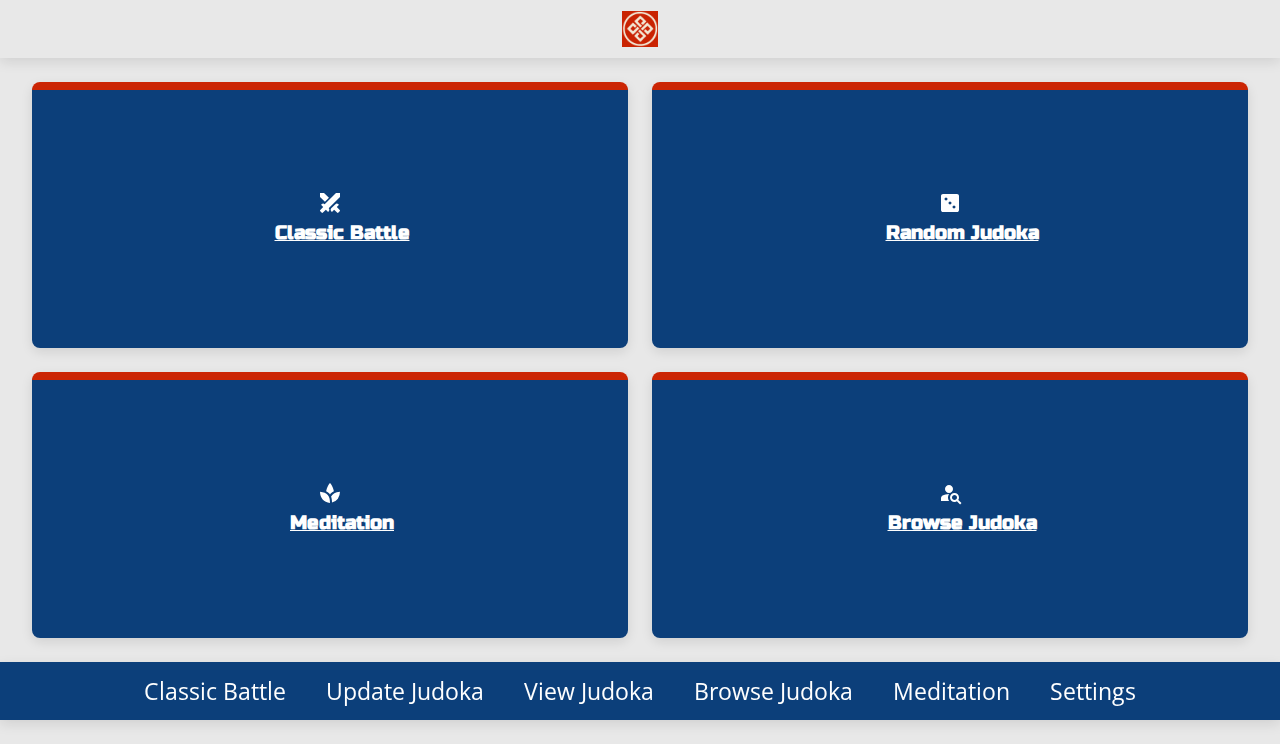 Classic Battle
Random Judoka
Meditation
Browse Judoka
Classic Battle Update Judoka View Judoka Browse Judoka Meditation Settings